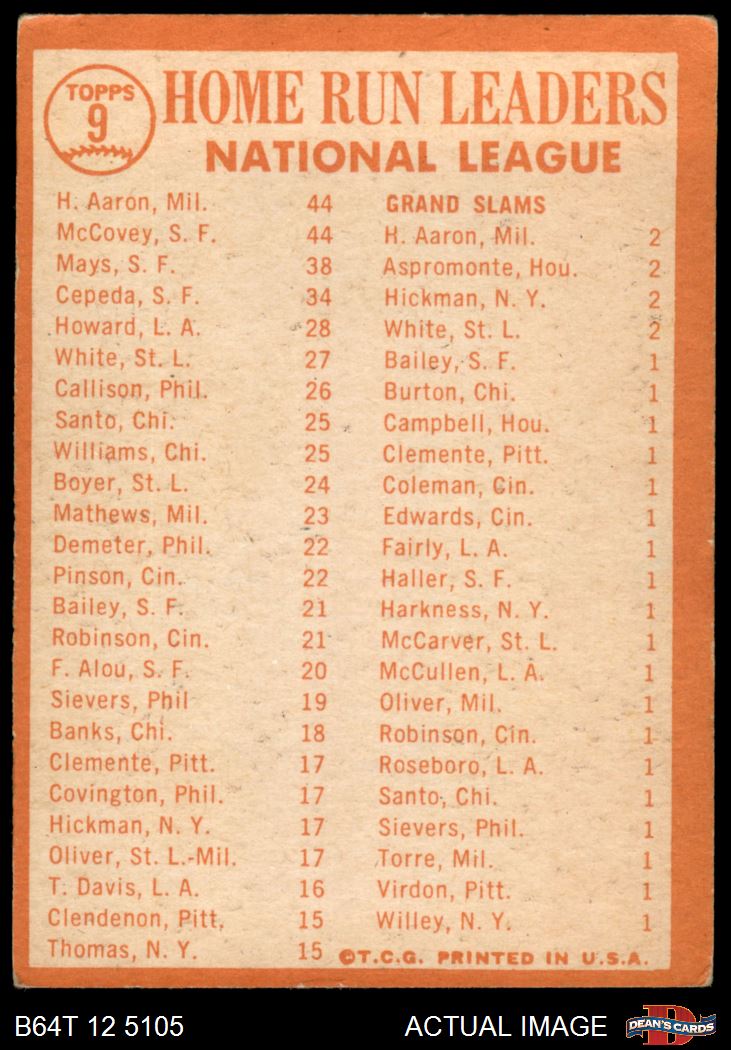 TOPPS
9
HOME RUN LEADERS
NATIONAL LEAGUE
H. Aaron, Mil. 44
McCovey, S. F. 44
Mays, S. F. 38
Cepeda, S. F. 34
Howard, L. A. 28
White, St. L. 27
Callison, Phil. 26
Santo, Chi. 25
Williams, Chi. 25
Boyer, St. L. 24
Mathews, Mil. 23
Demeter, Phil. 22
Pinson, Cin. 22
Bailey, S. F. 21
Robinson, Cin. 21
F. Alou, S. F. 20
Sievers, Phil 19
Banks, Chi. 18
Clemente, Pitt. 17
Covington, Phil. 17
Hickman, N. Y. 17
Oliver, St. L.-Mil. 17
T. Davis, L. A. 16
Clendenon, Pitt. 15
Thomas, N. Y. 15
GRAND SLAMS
H. Aaron, Mil. 2
Aspromonte, Hou. 2
Hickman, N. Y. 2
White, St. L. 2
Bailey, S. F. 1
Burton, Chi. 1
Campbell, Hou. 1
Clemente, Pitt. 1
Coleman, Cin. 1
Edwards, Cin. 1
Fairly, L. A. 1
Haller, S. F. 1
Harkness, N. Y. 1
McCarver, St. L. 1
McCullen, L. A. 1
Oliver, Mil. 1
Robinson, Cin. 1
Roseboro, L. A. 1
Santo, Chi. 1
Sievers, Phil. 1
Torre, Mil. 1
Virdon, Pitt. 1
Willey, N. Y. 1
©T.C.G. PRINTED IN U.S.A.
B64T 12 5105
ACTUAL IMAGE
D
DEAN'S CARDS